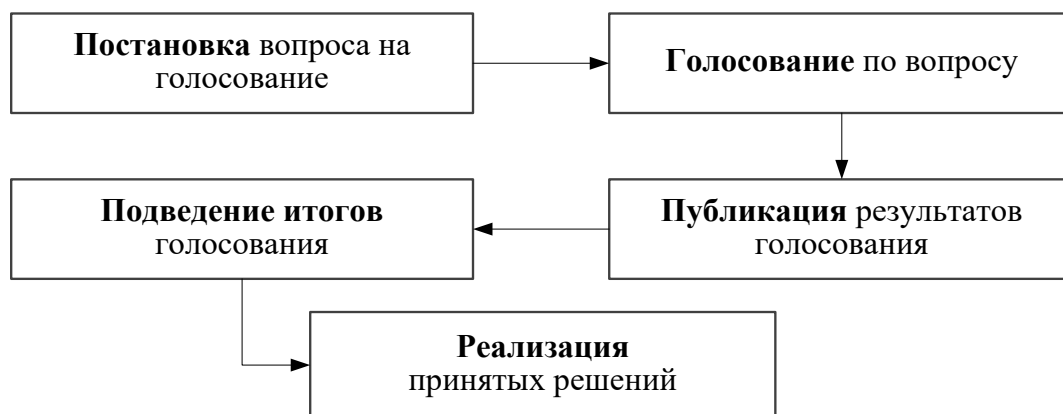 Постановка вопроса на
голосование
Голосование по вопросу
Публикация результатов
голосования
Подведение итогов
голосования
Реализация
принятых решений